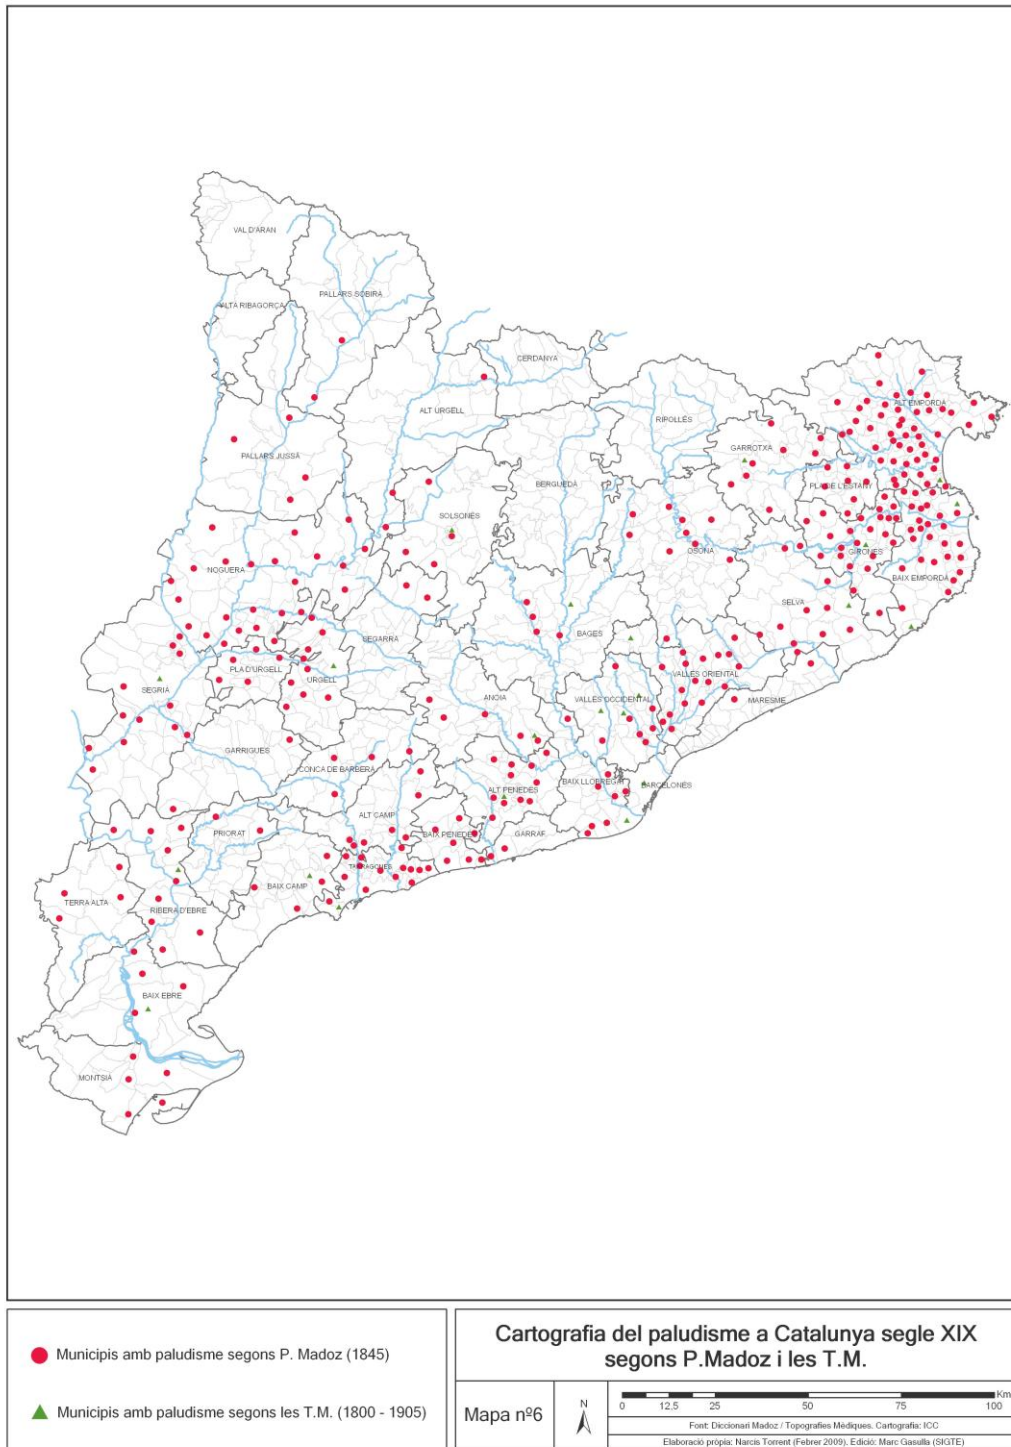 VAL D'ARAN
PALLARS SOBIRÀ
ALTA RIBAGORÇA
CERDANYA
ALT URGELL
RIPOLLÈS
ALT EMPORDÀ
GARROTXA
PALLARS JUSSÀ
BERGUEDÀ
PLA DE L'ESTANY
SOLSONÈS
OSONA
GIRONÈS
NOGUERA
BAIX EMPORDÀ
SELVA
BAGES
SEGARRA
PLA D'URGELL
URGELL
VALLÈS ORIENTAL
SEGRIÀ
ANOIA
VALLÈS OCCIDENTAL
MARESME
GARRIGUES
CONCA DE BARBERÀ
BAIX LLOBREGAT
BARCELONÈS
ALT PENEDÈS
ALT CAMP
PRIORAT
BAIX PENEDÈS
GARRAF
TARRAGONÈS
BAIX CAMP
TERRA ALTA
RIBERA D'EBRE
BAIX EBRE
MONTSIÀ
Municipis amb paludisme segons P. Madoz (1845)
Municipis amb paludisme segons les T.M. (1800 - 1905)
Cartografia del paludisme a Catalunya segle XIX
segons P.Madoz i les T.M.
Mapa nº6
N
Km
0 12,5 25 50 75 100
Font: Diccionari Madoz / Topografies Mèdiques. Cartografia: ICC
Elaboració pròpia: Narcís Torrent (Febrer 2009). Edició: Marc Gasulla (SIGTE)